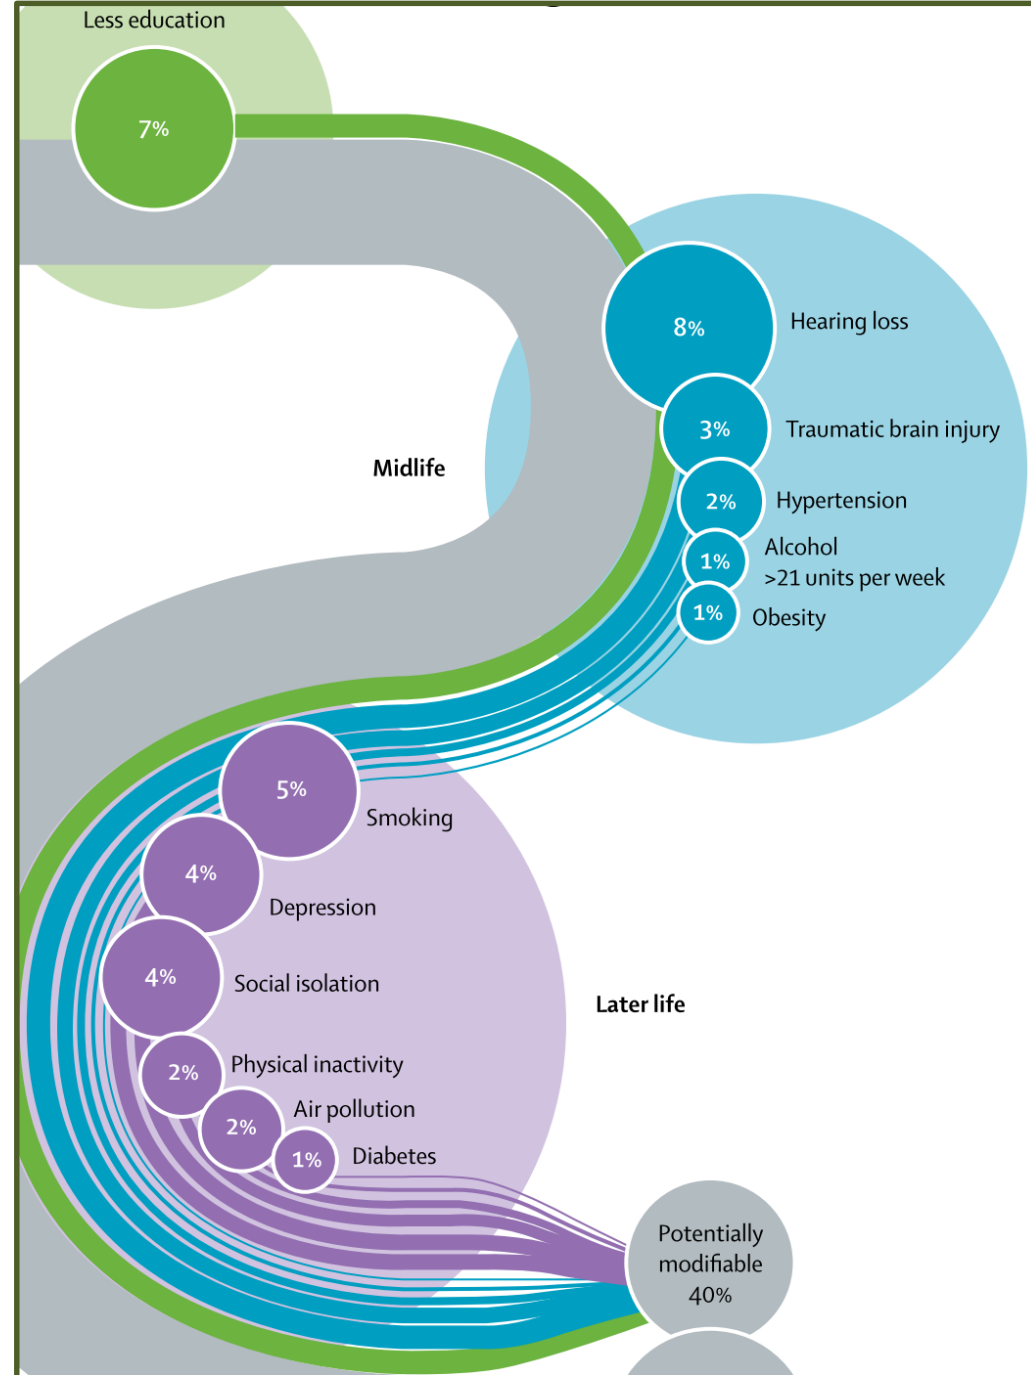 Less education
7%
8%
Hearing loss
3%
Traumatic brain injury
Midlife
2%
Hypertension
1%
Alcohol
>21 units per week
1%
Obesity
5%
Smoking
4%
Depression
4%
Social isolation
Later life
2%
Physical inactivity
2%
Air pollution
1%
Diabetes
Potentially
modifiable
40%